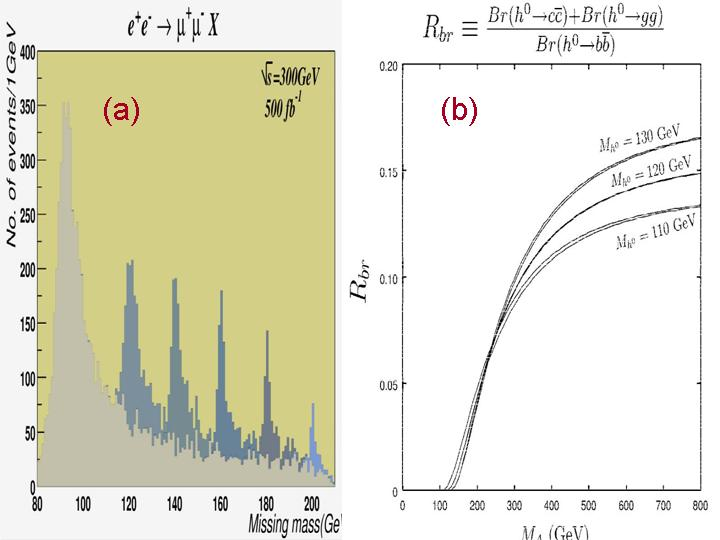 e⁺e⁻ → μ⁺μ⁻ X
No. of events/1GeV
√s=300GeV
500 fb⁻¹
(a)
400
350
300
250
200
150
100
50
0
80 100 120 140 160 180 200
Missing mass(Ge
R_br ≡ Br(h⁰→cc̄)+Br(h⁰→gg) / Br(h⁰→bb̄)
(b)
R_br
0.20
0.15
0.10
0.05
0
M_h⁰ = 130 GeV
M_h⁰ = 120 GeV
M_h⁰ = 110 GeV
0 100 200 300 400 500 600 700 800
M_A (GeV)